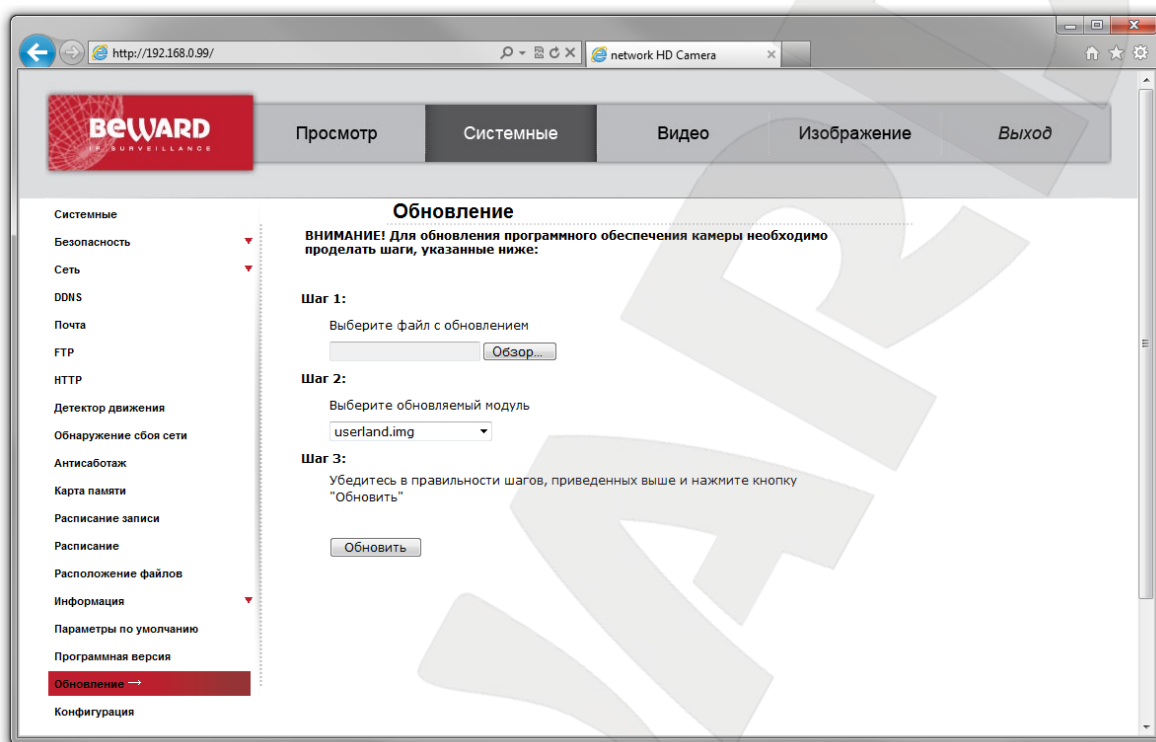 http://192.168.0.99/
network HD Camera
BEWARD
IP SURVEILLANCE
Просмотр
Системные
Видео
Изображение
Выход
Системные
Безопасность
Сеть
DDNS
Почта
FTP
HTTP
Детектор движения
Обнаружение сбоя сети
Антисаботаж
Карта памяти
Расписание записи
Расписание
Расположение файлов
Информация
Параметры по умолчанию
Программная версия
Обновление →
Конфигурация
Обновление
ВНИМАНИЕ! Для обновления программного обеспечения камеры необходимо
проделать шаги, указанные ниже:
Шаг 1:
Выберите файл с обновлением
Обзор...
Шаг 2:
Выберите обновляемый модуль
userland.img
Шаг 3:
Убедитесь в правильности шагов, приведенных выше и нажмите кнопку
"Обновить"
Обновить